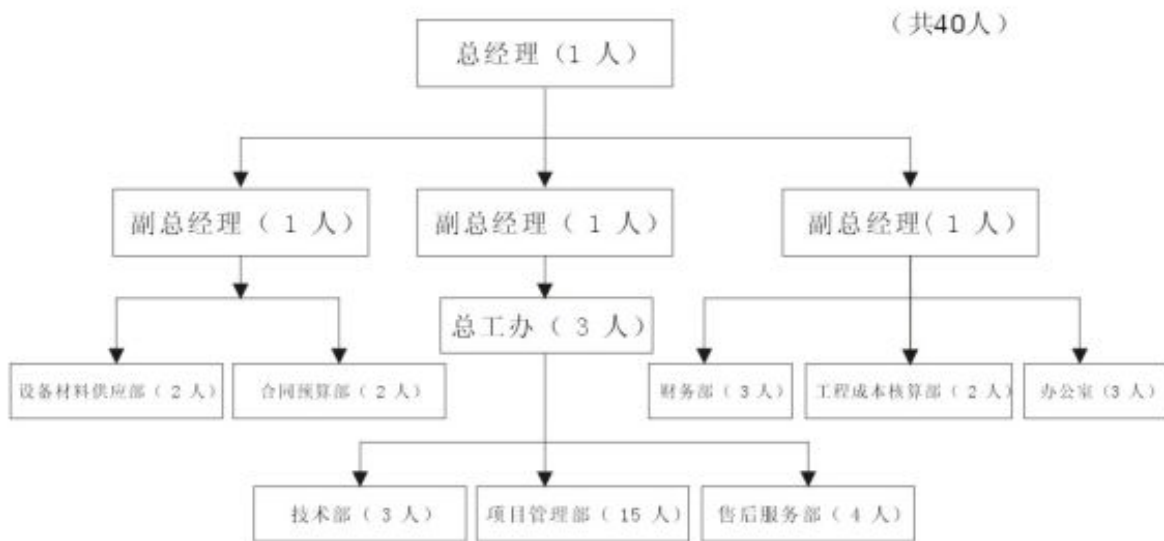 （共40人）
总经理（1 人）
副总经理（ 1 人）
副总经理（ 1 人）
副总经理( 1 人）
总工办（ 3 人）
设备材料供应部（ 2 人）
合同预算部（ 2 人）
财务部（ 3 人）
工程成本核算部（ 2 人）
办公室（3 人）
技术部（ 3 人）
项目管理部（ 15 人）
售后服务部（ 4 人）